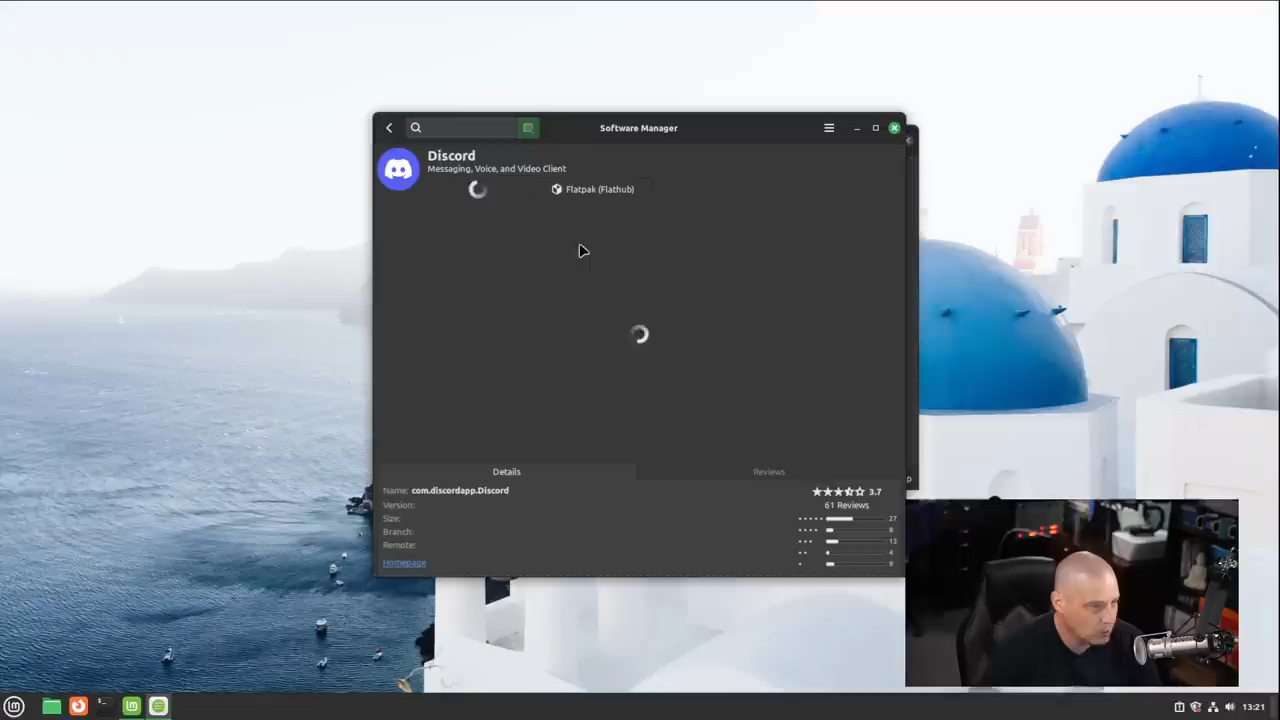 Software Manager
Discord
Messaging, Voice, and Video Client
Flatpak (Flathub)
Details
Reviews
Name: com.discordapp.Discord
Version:
Size:
Branch:
Remote:
Homepage
3.7
61 Reviews
27
8
13
4
9
13:21